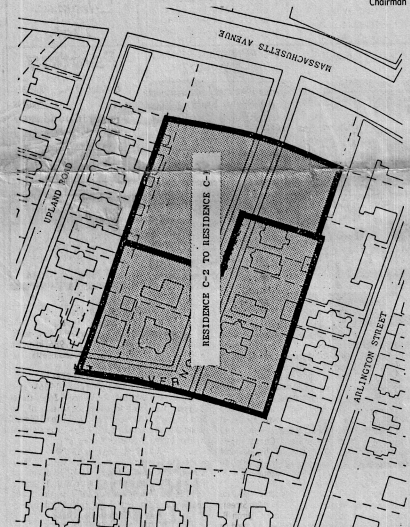 Chairman
MASSACHUSETTS AVENUE
UPLAND ROAD
RESIDENCE C-2 TO RESIDENCE C-1
ARLINGTON STREET